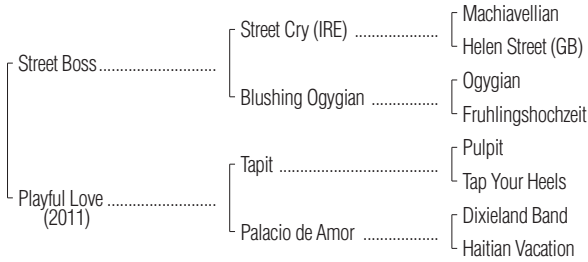 Machiavellian
Street Cry (IRE) ....................
Helen Street (GB)
Street Boss............................
Ogygian
Blushing Ogygian ................
Fruhlingshochzeit
Pulpit
Tapit ......................................
Tap Your Heels
Playful Love ..........................
(2011)
Dixieland Band
Palacio de Amor ..................
Haitian Vacation